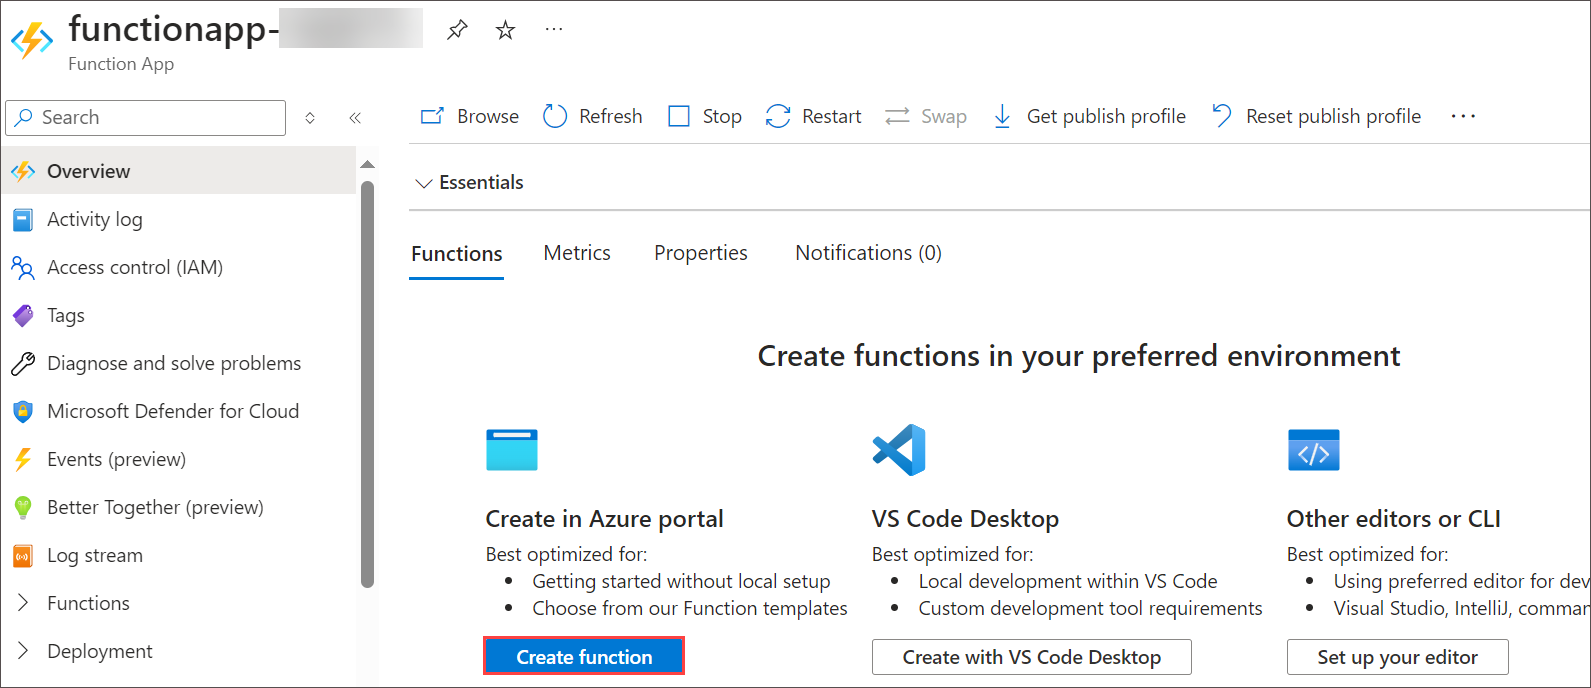 functionapp-
Function App
Search
Browse Refresh Stop Restart Swap Get publish profile Reset publish profile
Overview
Activity log
Access control (IAM)
Tags
Diagnose and solve problems
Microsoft Defender for Cloud
Events (preview)
Better Together (preview)
Log stream
Functions
Deployment
Essentials
Functions Metrics Properties Notifications (0)
Create functions in your preferred environment
Create in Azure portal
Best optimized for:
• Getting started without local setup
• Choose from our Function templates
Create function
VS Code Desktop
Best optimized for:
• Local development within VS Code
• Custom development tool requirements
Create with VS Code Desktop
Other editors or CLI
Best optimized for:
• Using preferred editor for dev
• Visual Studio, IntelliJ, comman
Set up your editor